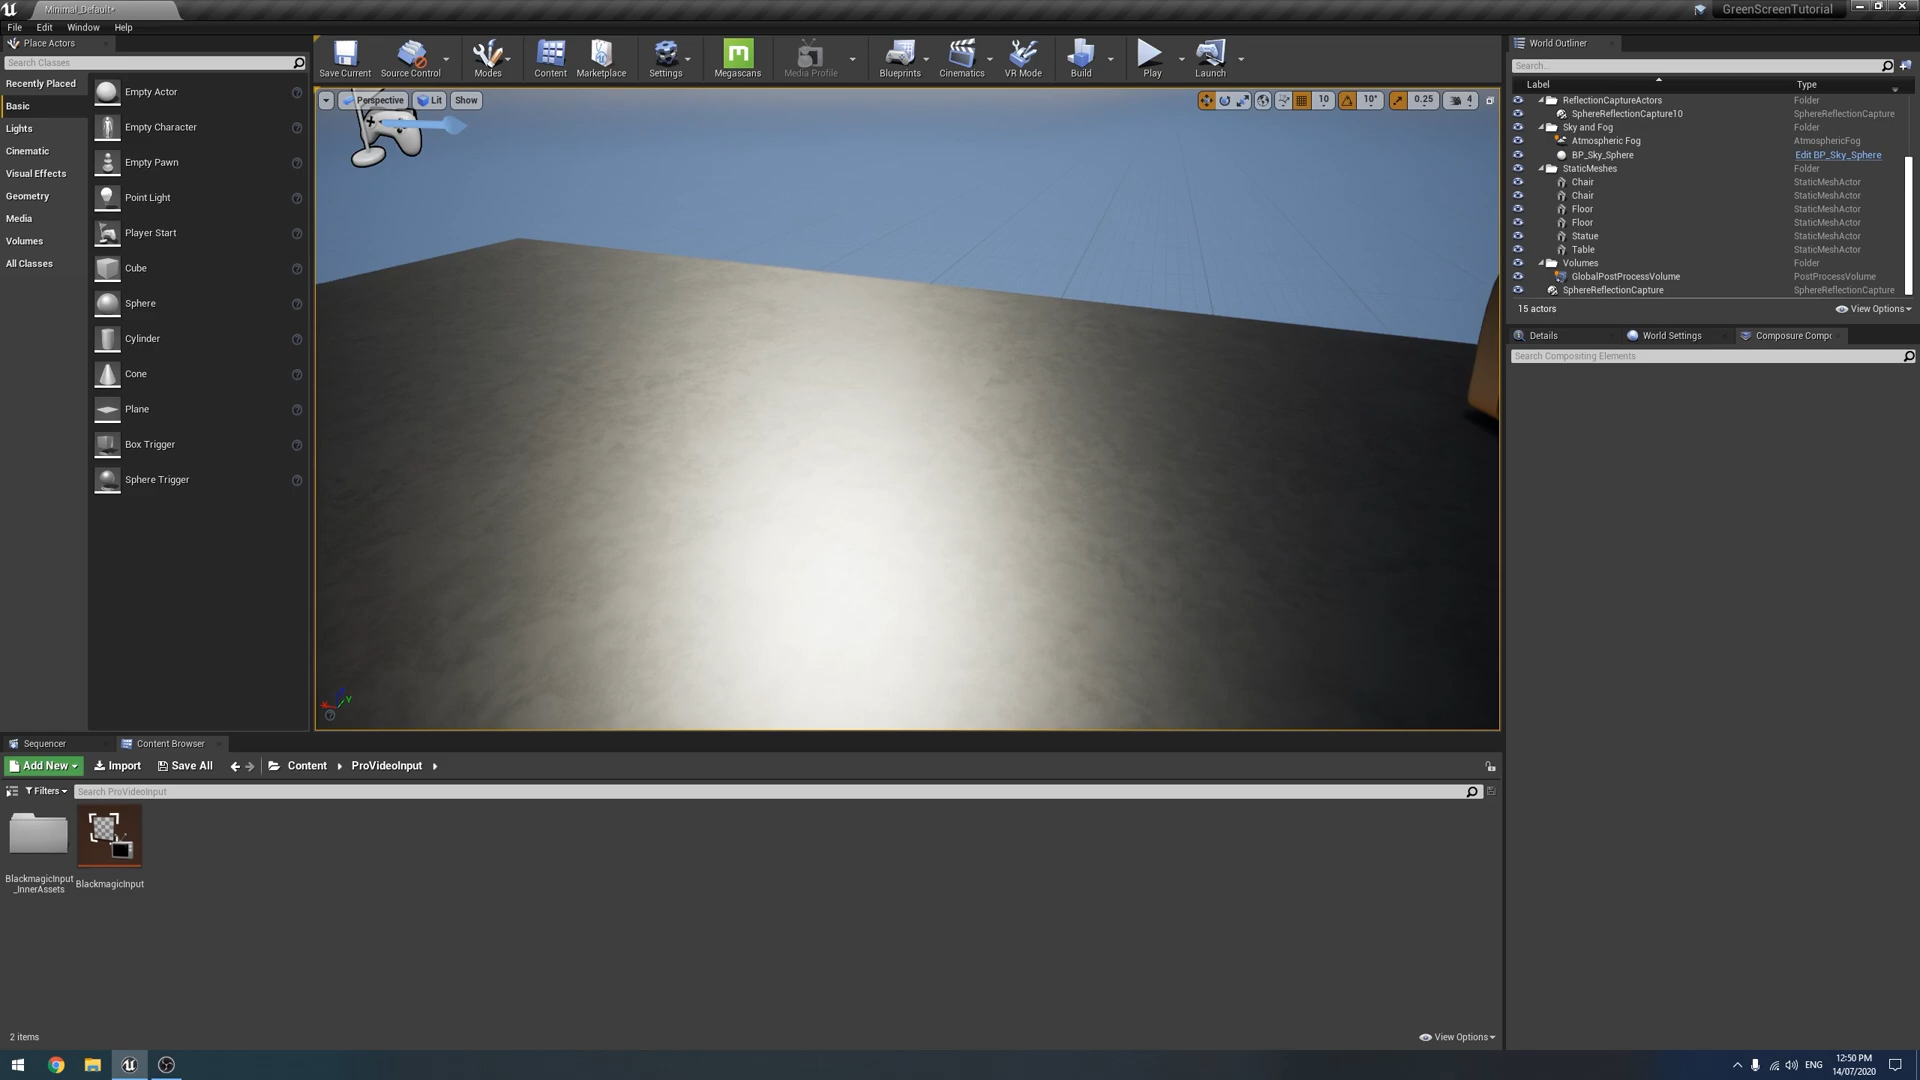 Minimal_Default*
GreenScreenTutorial
File Edit Window Help
Place Actors
Search Classes
Recently Placed
Basic
Lights
Cinematic
Visual Effects
Geometry
Media
Volumes
All Classes
Empty Actor
Empty Character
Empty Pawn
Point Light
Player Start
Cube
Sphere
Cylinder
Cone
Plane
Box Trigger
Sphere Trigger
Save Current Source Control Modes Content Marketplace Settings Megascans Media Profile Blueprints Cinematics VR Mode Build Play Launch
Perspective Lit Show
10 10° 0.25 4
World Outliner
Search...
Label Type
ReflectionCaptureActors Folder
SphereReflectionCapture10 SphereReflectionCapture
Sky and Fog Folder
Atmospheric Fog AtmosphericFog
BP_Sky_Sphere Edit BP_Sky_Sphere
StaticMeshes Folder
Chair StaticMeshActor
Chair StaticMeshActor
Floor StaticMeshActor
Floor StaticMeshActor
Statue StaticMeshActor
Table StaticMeshActor
Volumes Folder
GlobalPostProcessVolume PostProcessVolume
SphereReflectionCapture SphereReflectionCapture
15 actors View Options
Details World Settings Composure Compo
Search Compositing Elements
X Y
Sequencer Content Browser
Add New Import Save All Content ProVideoInput
Filters Search ProVideoInput
BlackmagicInput
_InnerAssets
BlackmagicInput
2 items View Options
ENG
12:50 PM
14/07/2020